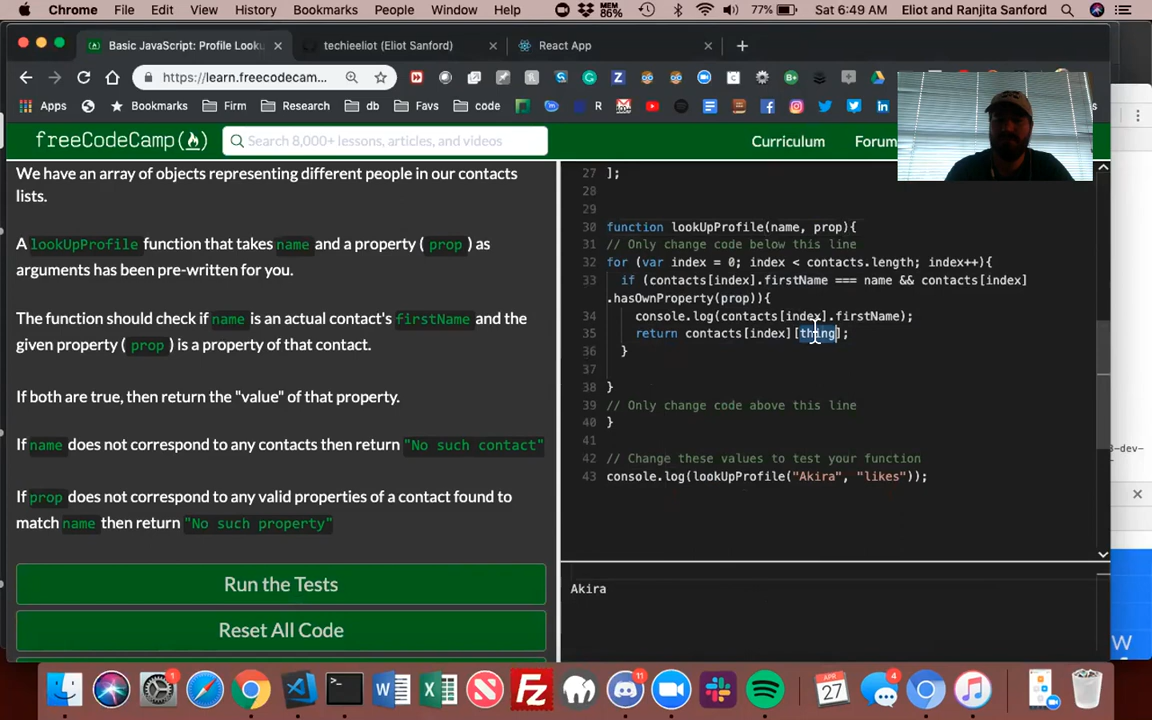 Chrome File Edit View History Bookmarks People Window Help MEM 86% 77% Sat 6:49 AM Eliot and Ranjita Sanford
Basic JavaScript: Profile Looku techieeliot (Eliot Sanford) React App
https://learn.freecodecam...
Apps Bookmarks Firm Research db Favs code
freeCodeCamp Search 8,000+ lessons, articles, and videos Curriculum Forum
We have an array of objects representing different people in our contacts
lists.
A lookUpProfile function that takes name and a property ( prop ) as
arguments has been pre-written for you.
The function should check if name is an actual contact's firstName and the
given property ( prop ) is a property of that contact.
If both are true, then return the "value" of that property.
If name does not correspond to any contacts then return "No such contact"
If prop does not correspond to any valid properties of a contact found to
match name then return "No such property"
Run the Tests
Reset All Code
27 ];
28
29
30 function lookUpProfile(name, prop){
31 // Only change code below this line
32 for (var index = 0; index < contacts.length; index++){
33 if (contacts[index].firstName === name && contacts[index]
.hasOwnProperty(prop)){
34 console.log(contacts[index].firstName);
35 return contacts[index][thing];
36 }
37
38 }
39 // Only change code above this line
40 }
41
42 // Change these values to test your function
43 console.log(lookUpProfile("Akira", "likes"));
Akira